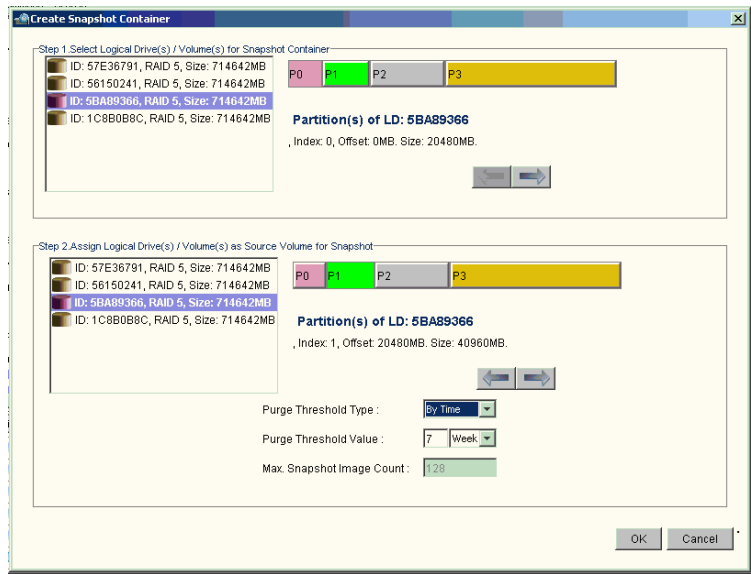 Create Snapshot Container
Step 1.Select Logical Drive(s) / Volume(s) for Snapshot Container
ID: 57E36791, RAID 5, Size: 714642MB
ID: 56150241, RAID 5, Size: 714642MB
ID: 5BA89366, RAID 5, Size: 714642MB
ID: 1C8B0B8C, RAID 5, Size: 714642MB
P0 P1 P2 P3
Partition(s) of LD: 5BA89366
, Index: 0, Offset: 0MB. Size: 20480MB.
Step 2.Assign Logical Drive(s) / Volume(s) as Source Volume for Snapshot
ID: 57E36791, RAID 5, Size: 714642MB
ID: 56150241, RAID 5, Size: 714642MB
ID: 5BA89366, RAID 5, Size: 714642MB
ID: 1C8B0B8C, RAID 5, Size: 714642MB
P0 P1 P2 P3
Partition(s) of LD: 5BA89366
, Index: 1, Offset: 20480MB. Size: 40960MB.
Purge Threshold Type : By Time
Purge Threshold Value : 7 Week
Max. Snapshot Image Count : 128
OK Cancel